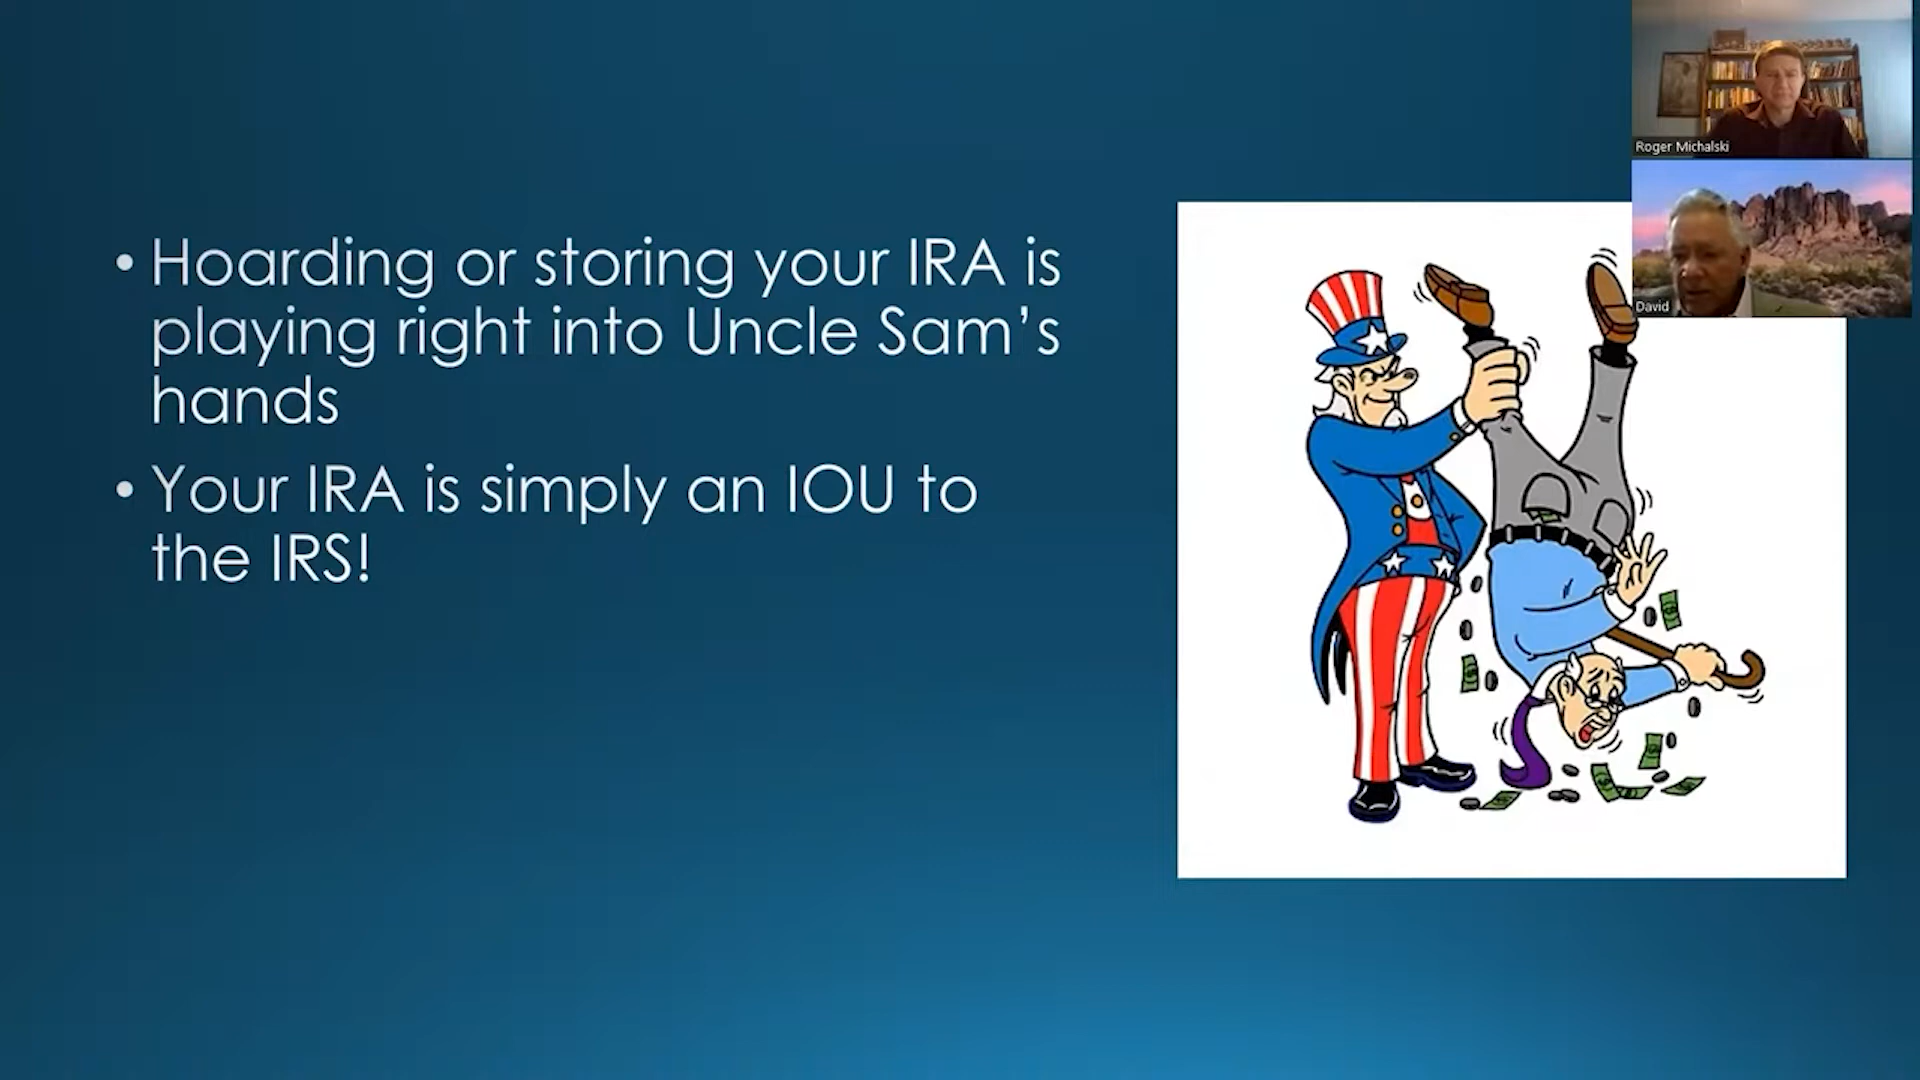 • Hoarding or storing your IRA is
playing right into Uncle Sam’s
hands
• Your IRA is simply an IOU to
the IRS!
Roger Michalski
David